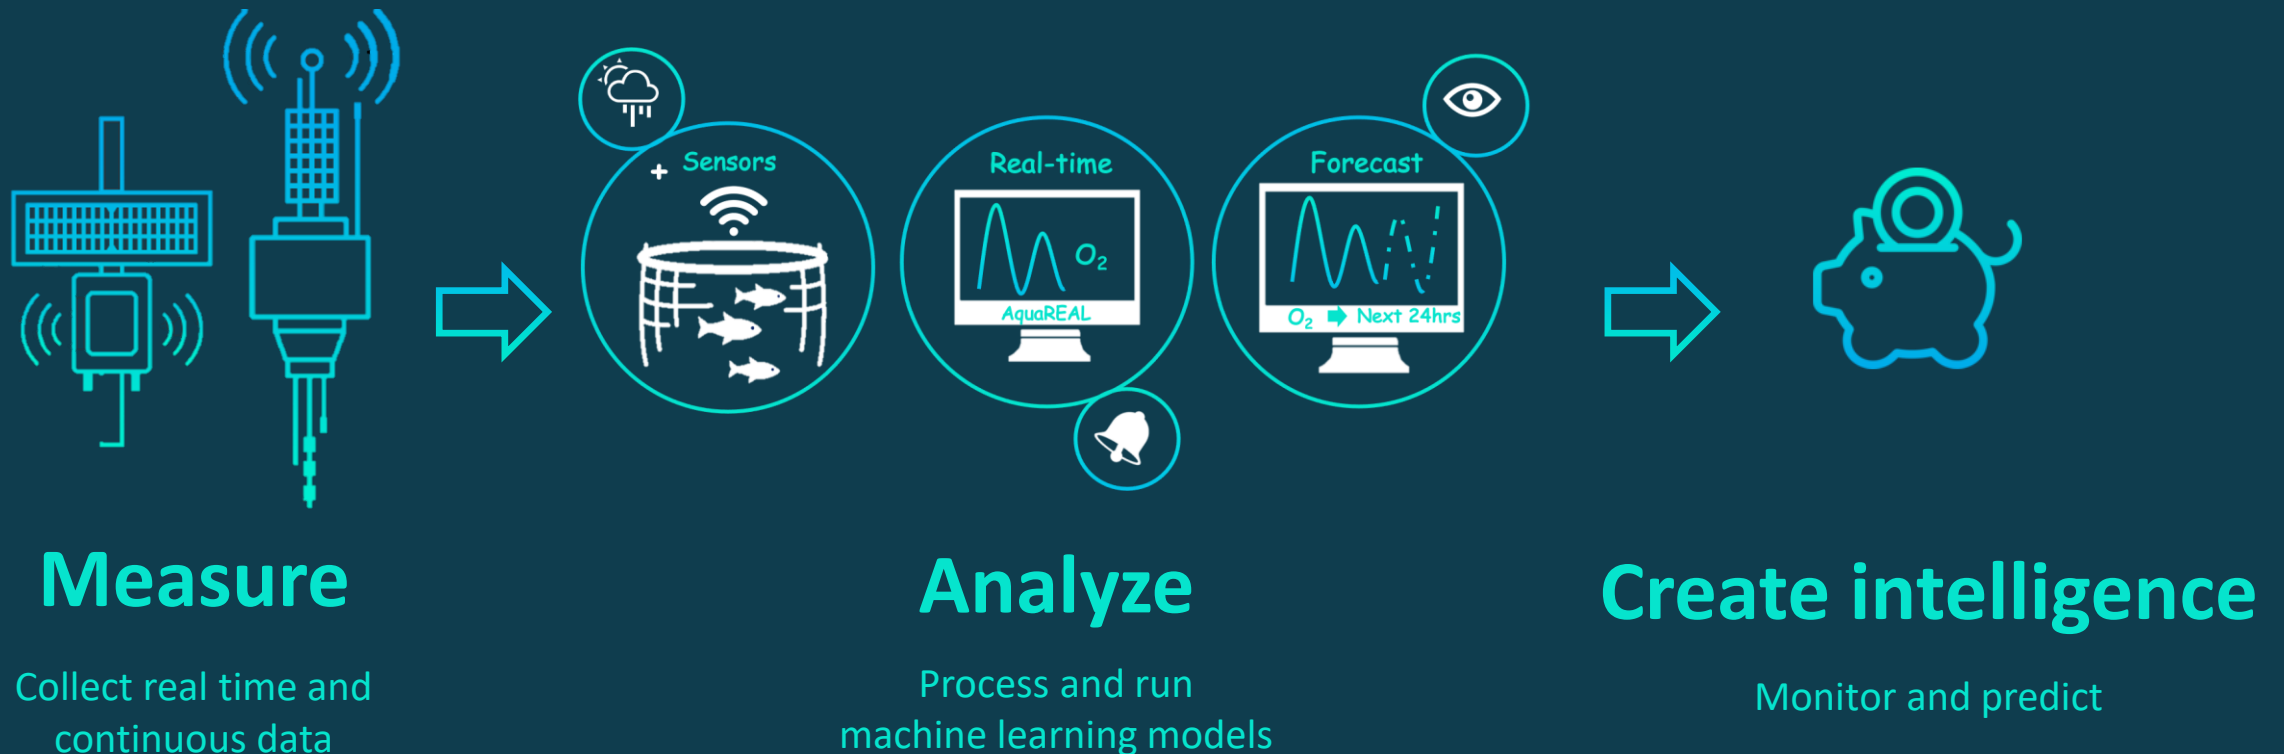 + Sensors
Real-time
O₂
AquaREAL
Forecast
O₂ Next 24hrs
Measure
Collect real time and
continuous data
Analyze
Process and run
machine learning models
Create intelligence
Monitor and predict